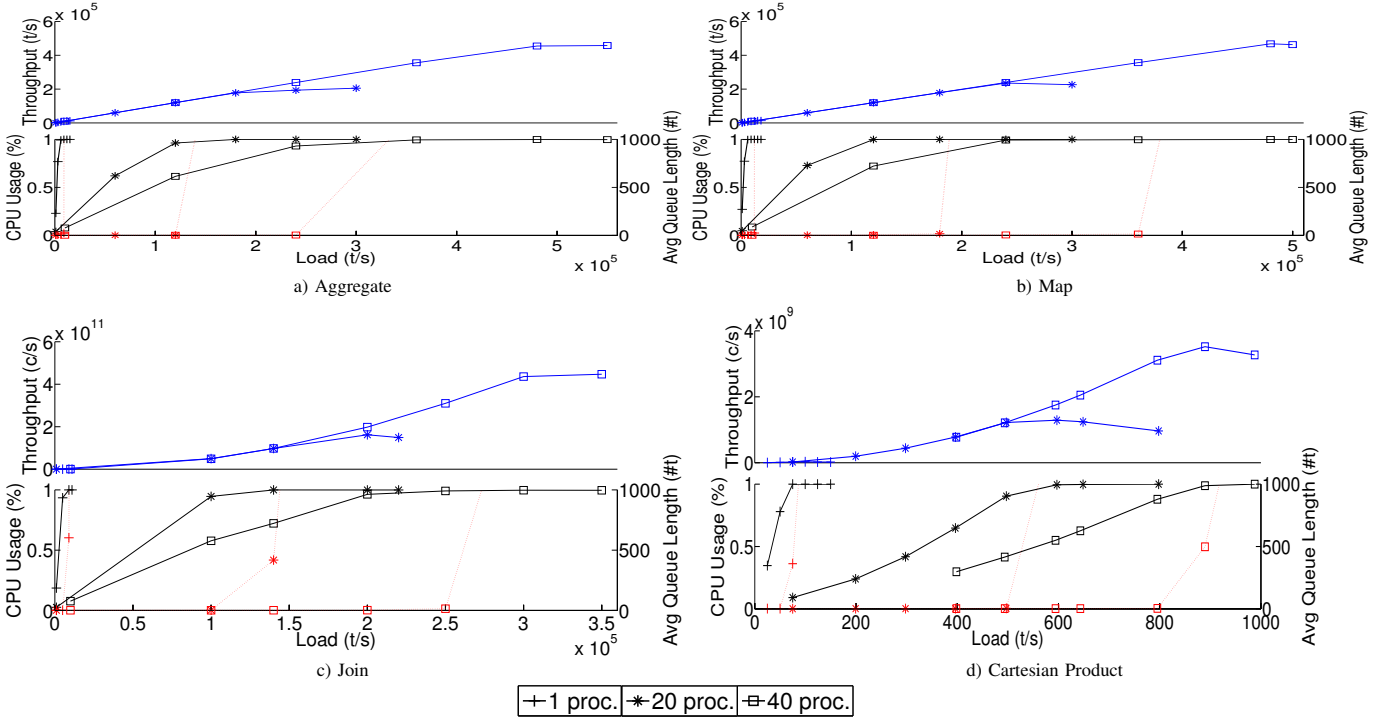 x 10^5
Throughput (t/s)
6
4
2
0
CPU Usage (%)
1
0.5
0
1000
500
0
Avg Queue Length (#t)
0 1 2 3 4 5
Load (t/s)
x 10^5
a) Aggregate
x 10^5
Throughput (t/s)
6
4
2
0
CPU Usage (%)
1
0.5
0
1000
500
0
Avg Queue Length (#t)
0 1 2 3 4 5
Load (t/s)
x 10^5
b) Map
x 10^11
Throughput (c/s)
6
4
2
0
CPU Usage (%)
1
0.5
0
1000
500
0
Avg Queue Length (#t)
0 0.5 1 1.5 2 2.5 3 3.5
Load (t/s)
x 10^5
c) Join
x 10^9
Throughput (c/s)
4
2
0
CPU Usage (%)
1
0.5
0
1000
500
0
Avg Queue Length (#t)
0 200 400 600 800 1000
Load (t/s)
d) Cartesian Product
1 proc. 20 proc. 40 proc.